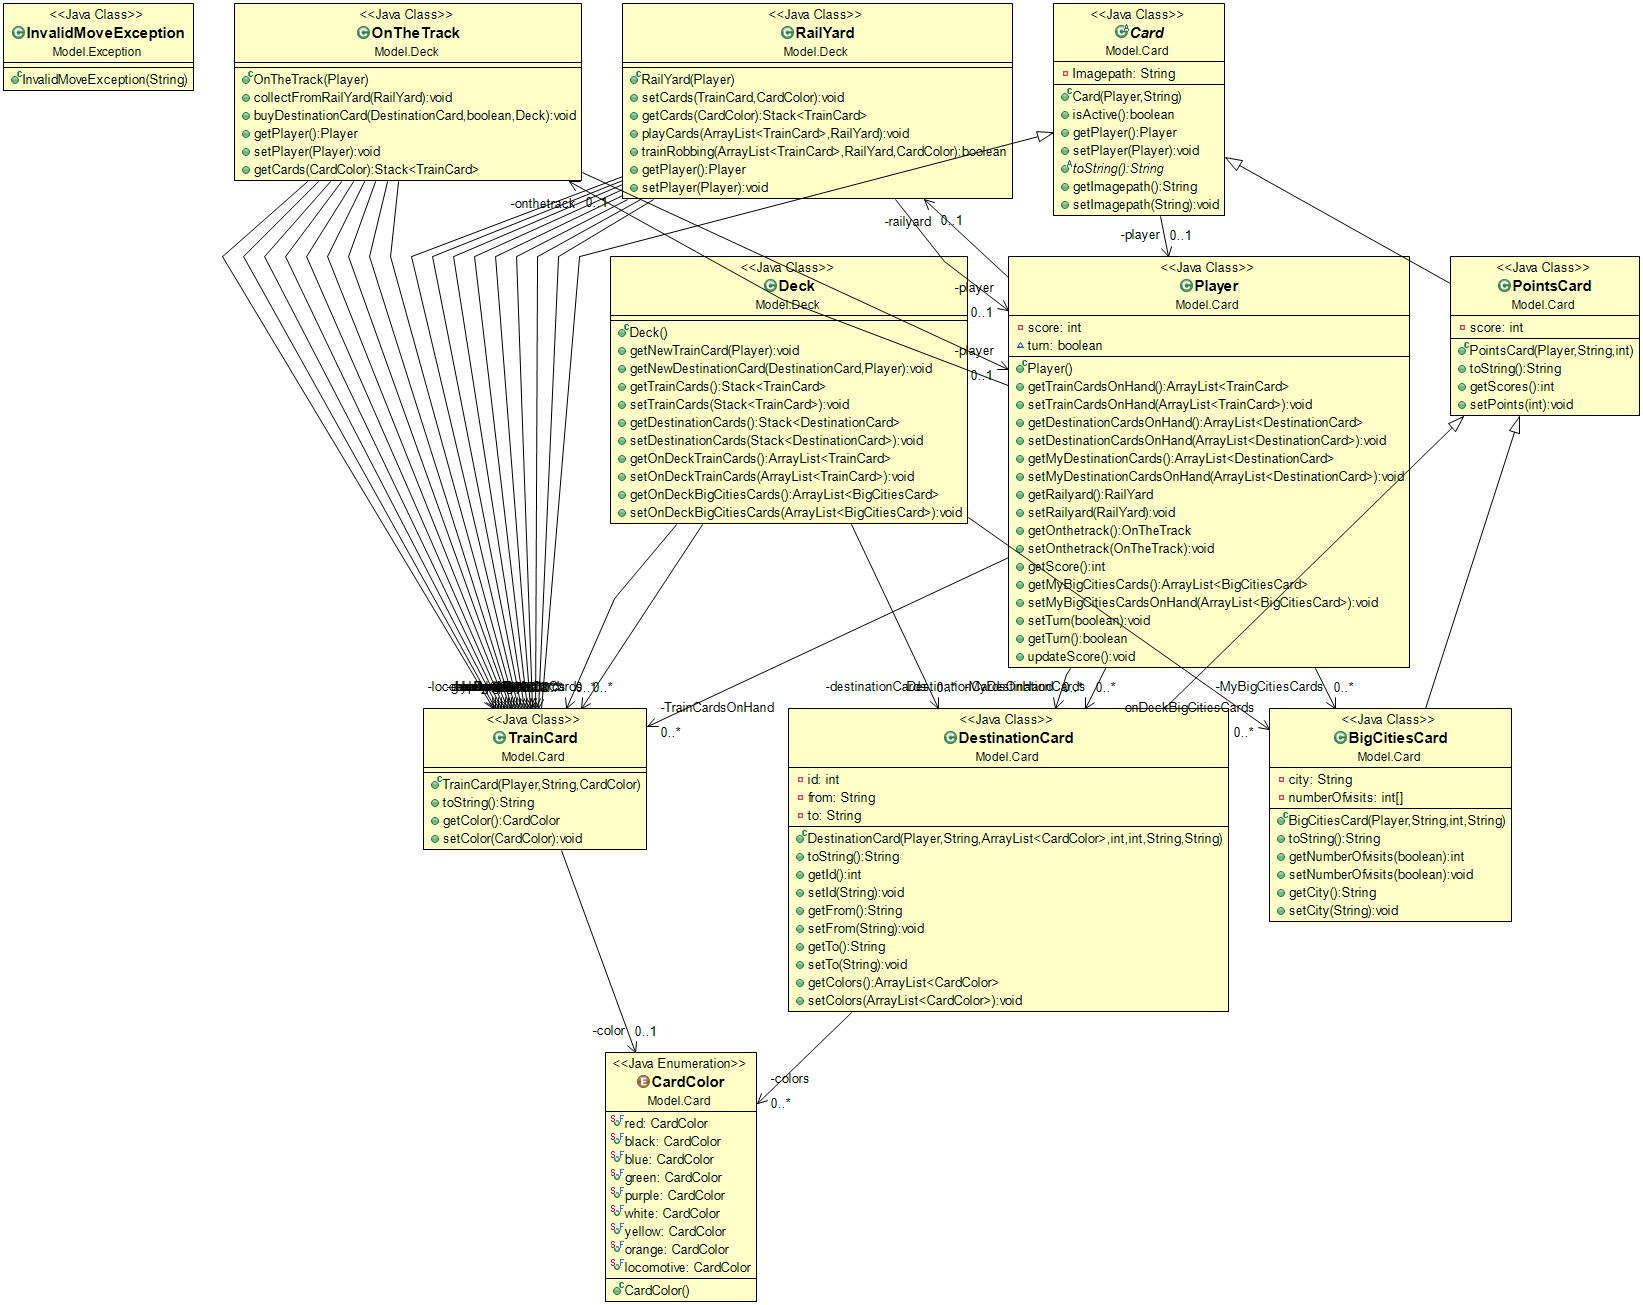 <<Java Class>>
InvalidMoveException
Model.Exception
InvalidMoveException(String)
<<Java Class>>
OnTheTrack
Model.Deck
OnTheTrack(Player)
collectFromRailYard(RailYard):void
buyDestinationCard(DestinationCard,boolean,Deck):void
getPlayer():Player
setPlayer(Player):void
getCards(CardColor):Stack<TrainCard>
<<Java Class>>
RailYard
Model.Deck
RailYard(Player)
setCards(TrainCard,CardColor):void
getCards(CardColor):Stack<TrainCard>
playCards(ArrayList<TrainCard>,RailYard):void
trainRobbing(ArrayList<TrainCard>,RailYard,CardColor):boolean
getPlayer():Player
setPlayer(Player):void
<<Java Class>>
Card
Model.Card
Imagepath: String
Card(Player,String)
isActive():boolean
getPlayer():Player
setPlayer(Player):void
toString():String
getImagepath():String
setImagepath(String):void
-onthetrack 0..1
-railyard 0..1
-player 0..1
<<Java Class>>
Deck
Model.Deck
Deck()
getNewTrainCard(Player):void
getNewDestinationCard(DestinationCard,Player):void
getTrainCards():Stack<TrainCard>
setTrainCards(Stack<TrainCard>):void
getDestinationCards():Stack<DestinationCard>
setDestinationCards(Stack<DestinationCard>):void
getOnDeckTrainCards():ArrayList<TrainCard>
setOnDeckTrainCards(ArrayList<TrainCard>):void
getOnDeckBigCitiesCards():ArrayList<BigCitiesCard>
setOnDeckBigCitiesCards(ArrayList<BigCitiesCard>):void
-player
0..1
-player
0..1
<<Java Class>>
Player
Model.Card
score: int
turn: boolean
Player()
getTrainCardsOnHand():ArrayList<TrainCard>
setTrainCardsOnHand(ArrayList<TrainCard>):void
getDestinationCardsOnHand():ArrayList<DestinationCard>
setDestinationCardsOnHand(ArrayList<DestinationCard>):void
getMyDestinationCards():ArrayList<DestinationCard>
setMyDestinationCardsOnHand(ArrayList<DestinationCard>):void
getRailyard():RailYard
setRailyard(RailYard):void
getOnthetrack():OnTheTrack
setOnthetrack(OnTheTrack):void
getScore():int
getMyBigCitiesCards():ArrayList<BigCitiesCard>
setMyBigCitiesCardsOnHand(ArrayList<BigCitiesCard>):void
setTurn(boolean):void
getTurn():boolean
updateScore():void
<<Java Class>>
PointsCard
Model.Card
score: int
PointsCard(Player,String,int)
toString():String
getScores():int
setPoints(int):void
-destinationCards
0..*
-MyBigCitiesCards 0..*
-TrainCardsOnHand
0..*
onDeckBigCitiesCards
0..*
<<Java Class>>
TrainCard
Model.Card
TrainCard(Player,String,CardColor)
toString():String
getColor():CardColor
setColor(CardColor):void
<<Java Class>>
DestinationCard
Model.Card
id: int
from: String
to: String
DestinationCard(Player,String,ArrayList<CardColor>,int,int,String,String)
toString():String
getId():int
setId(String):void
getFrom():String
setFrom(String):void
getTo():String
setTo(String):void
getColors():ArrayList<CardColor>
setColors(ArrayList<CardColor>):void
<<Java Class>>
BigCitiesCard
Model.Card
city: String
numberOfvisits: int[]
BigCitiesCard(Player,String,int,String)
toString():String
getNumberOfvisits(boolean):int
setNumberOfvisits(boolean):void
getCity():String
setCity(String):void
-color 0..1
-colors
0..*
<<Java Enumeration>>
CardColor
Model.Card
red: CardColor
black: CardColor
blue: CardColor
green: CardColor
purple: CardColor
white: CardColor
yellow: CardColor
orange: CardColor
locomotive: CardColor
CardColor()